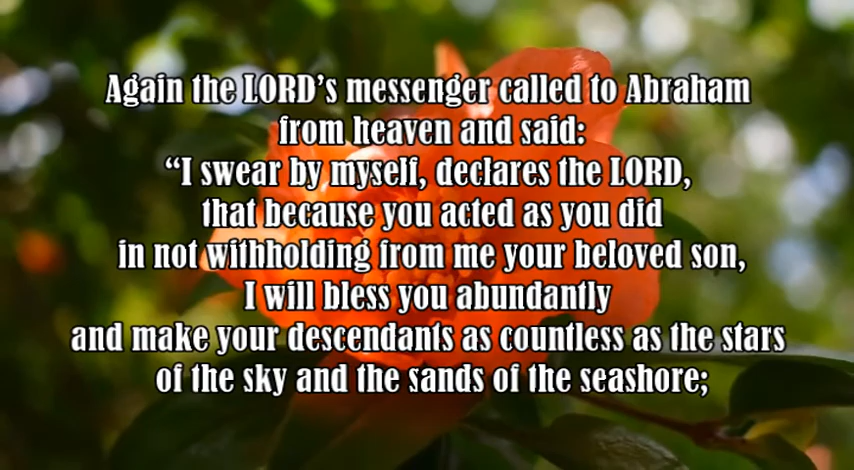 Again the LORD’s messenger called to Abraham
from heaven and said:
“I swear by myself, declares the LORD,
that because you acted as you did
in not withholding from me your beloved son,
I will bless you abundantly
and make your descendants as countless as the stars
of the sky and the sands of the seashore;